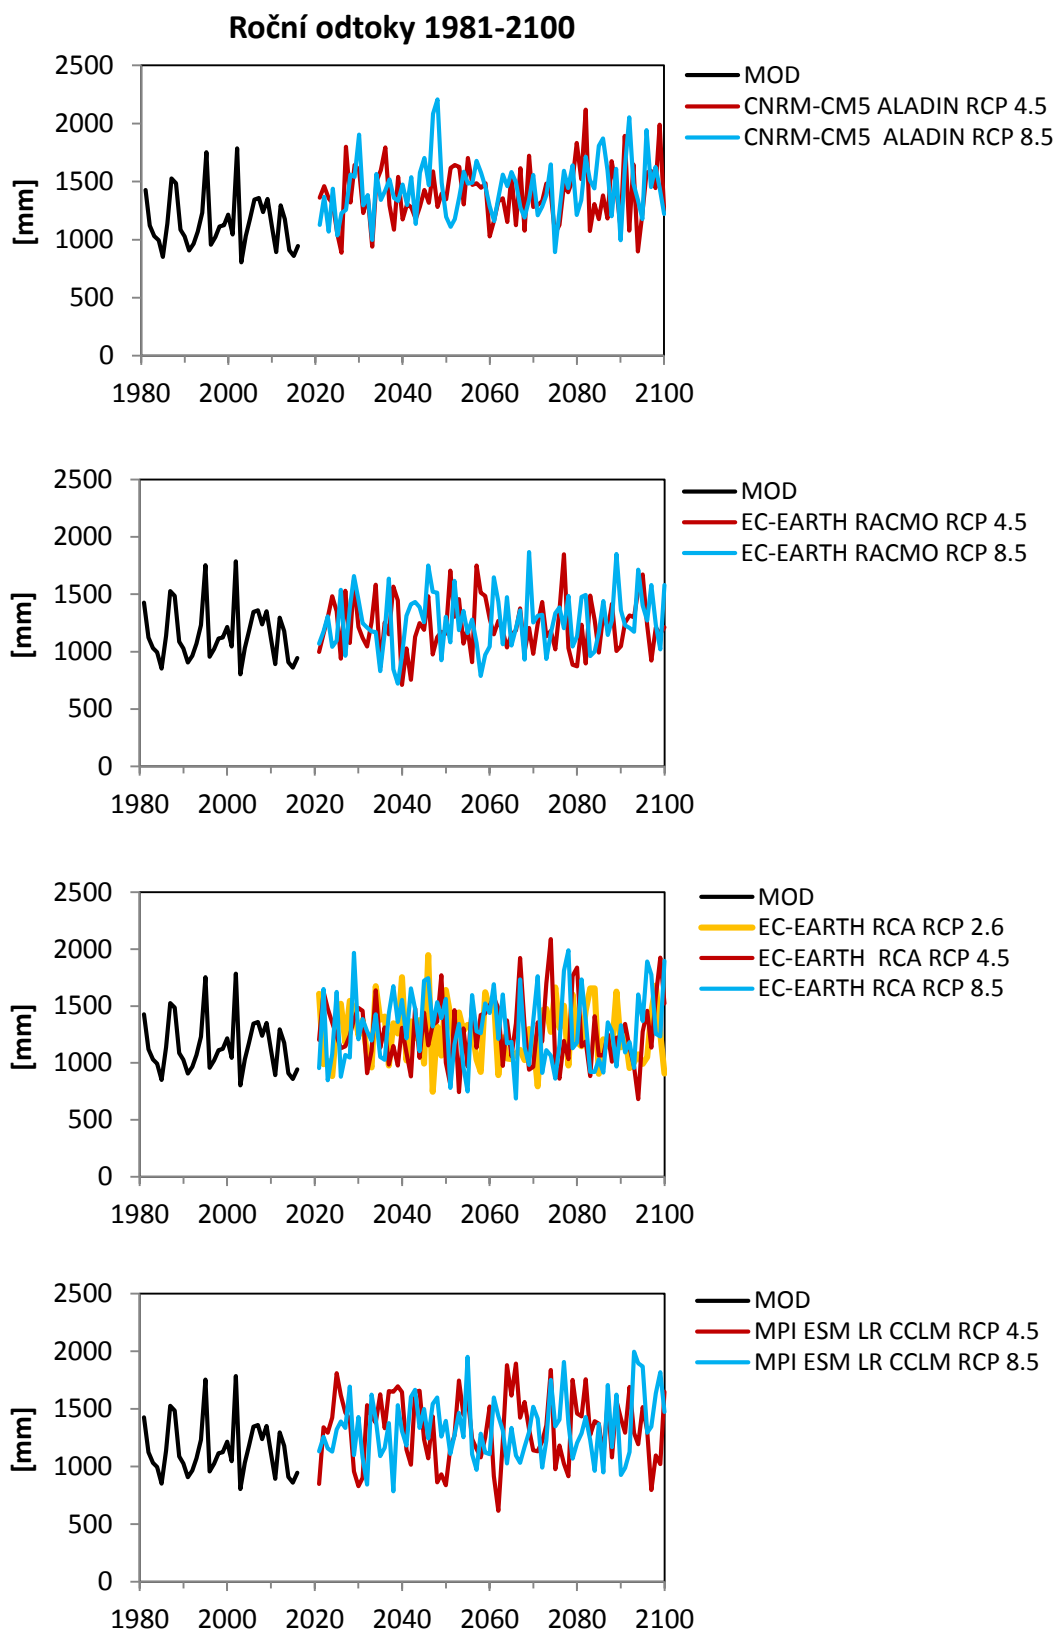 Roční odtoky 1981-2100
2500
2000
1500
1000
500
0
[mm]
1980 2000 2020 2040 2060 2080 2100
MOD
CNRM-CM5 ALADIN RCP 4.5
CNRM-CM5  ALADIN RCP 8.5
2500
2000
1500
1000
500
0
[mm]
1980 2000 2020 2040 2060 2080 2100
MOD
EC-EARTH RACMO RCP 4.5
EC-EARTH RACMO RCP 8.5
2500
2000
1500
1000
500
0
[mm]
1980 2000 2020 2040 2060 2080 2100
MOD
EC-EARTH RCA RCP 2.6
EC-EARTH  RCA RCP 4.5
EC-EARTH RCA RCP 8.5
2500
2000
1500
1000
500
0
[mm]
1980 2000 2020 2040 2060 2080 2100
MOD
MPI ESM LR CCLM RCP 4.5
MPI ESM LR CCLM RCP 8.5